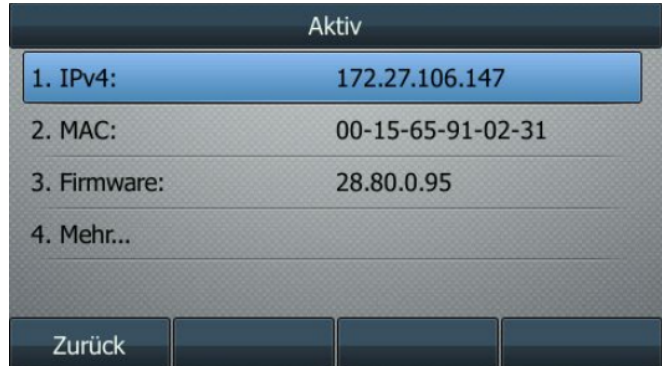 Aktiv
1. IPv4: 172.27.106.147
2. MAC: 00-15-65-91-02-31
3. Firmware: 28.80.0.95
4. Mehr...
Zurück